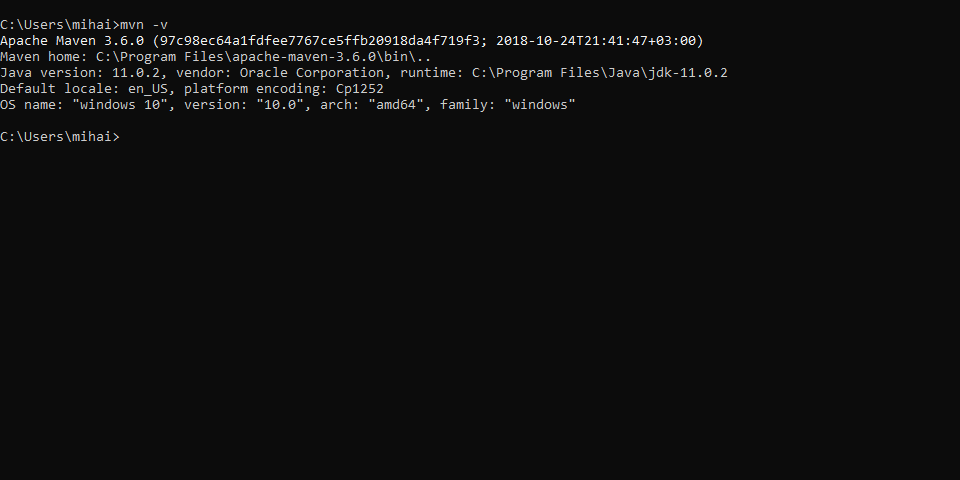 C:\Users\mihai>mvn -v
Apache Maven 3.6.0 (97c98ec64a1fdfee7767ce5ffb20918da4f719f3; 2018-10-24T21:41:47+03:00)
Maven home: C:\Program Files\apache-maven-3.6.0\bin\..
Java version: 11.0.2, vendor: Oracle Corporation, runtime: C:\Program Files\Java\jdk-11.0.2
Default locale: en_US, platform encoding: Cp1252
OS name: "windows 10", version: "10.0", arch: "amd64", family: "windows"
C:\Users\mihai>